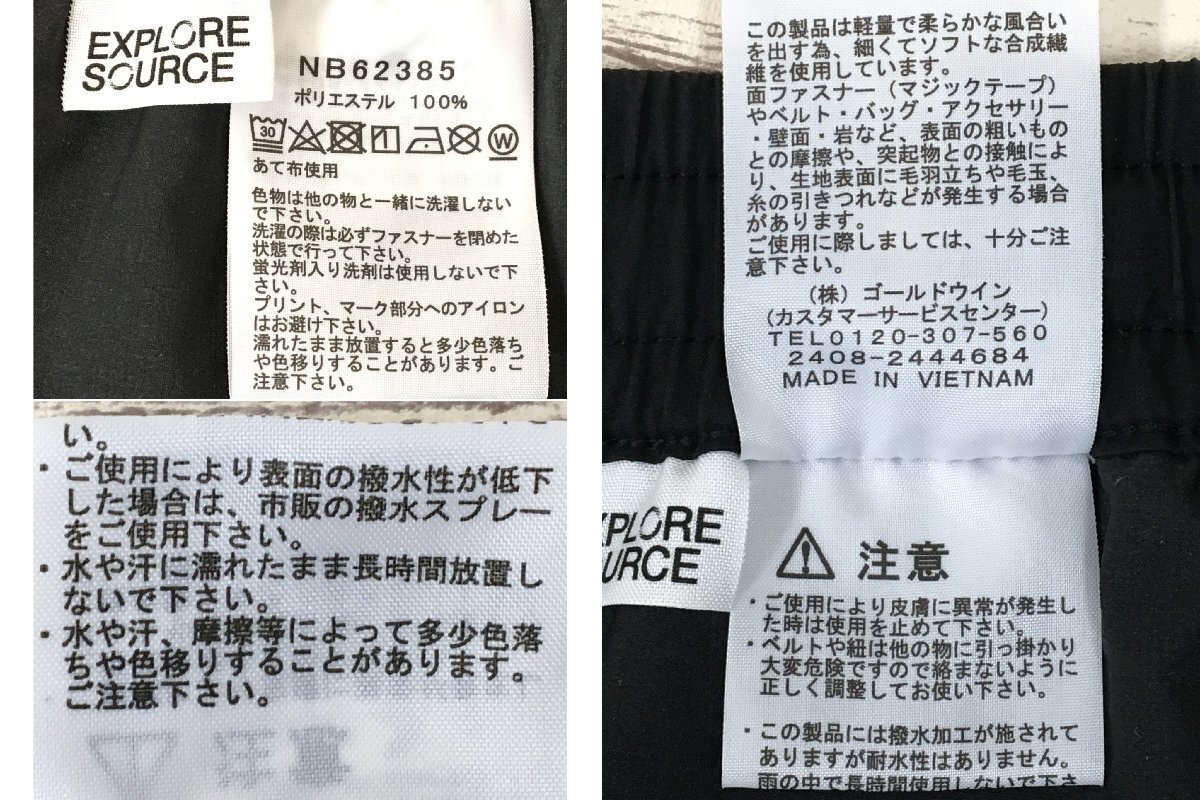 EXPLORE
SOURCE
NB62385
ポリエステル 100%
30
W
あて布使用
色物は他の物と一緒に洗濯しない
で下さい。
洗濯の際は必ずファスナーを閉めた
状態で行って下さい。
蛍光剤入り洗剤は使用しないで下
さい。
プリント、マーク部分へのアイロン
はお避け下さい。
濡れたまま放置すると多少色落ち
や色移りすることがあります。ご
注意下さい。
い。
・ご使用により表面の撥水性が低下
した場合は、市販の撥水スプレー
をご使用下さい。
・水や汗に濡れたまま長時間放置し
ないで下さい。
・水や汗、摩擦等によって多少色落
ちや色移りすることがあります。
ご注意下さい。
この製品は軽量で柔らかな風合い
を出す為、細くてソフトな合成繊
維を使用しています。
面ファスナー(マジックテープ)
やベルト・バッグ・アクセサリー
・壁面・岩など、表面の粗いもの
との摩擦や、突起物との接触によ
り、生地表面に毛羽立ちや毛玉、
糸の引きつれなどが発生する場合
があります。
ご使用に際しましては、十分ご注
意下さい。
(株)ゴールドウイン
(カスタマーサービスセンター)
TEL0120-307-560
2408-2444684
MADE IN VIETNAM
XPLORE
URCE
注意
・ご使用により皮膚に異常が発生し
た時は使用を止めて下さい。
・ベルトや紐は他の物に引っ掛かり
大変危険ですので絡まないように
正しく調整してお使い下さい。
・この製品には撥水加工が施されて
ありますが耐水性はありません。
雨の中で長時間使用しないで下さ